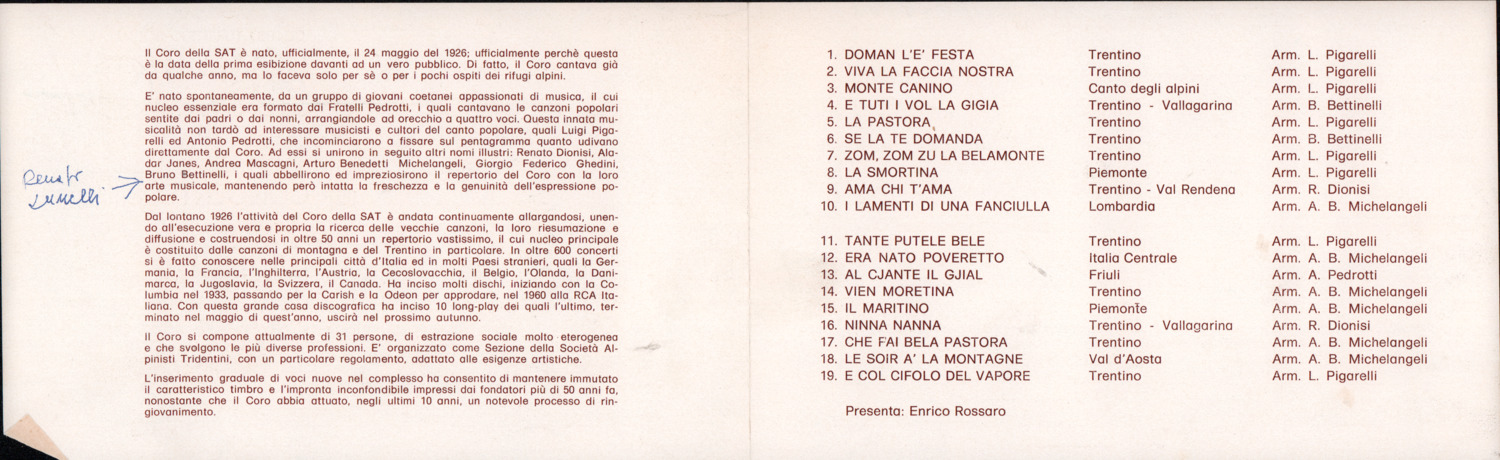 Il Coro della SAT è nato, ufficialmente, il 24 maggio del 1926; ufficialmente perchè questa
è la data della prima esibizione davanti ad un vero pubblico. Di fatto, il Coro cantava già
da qualche anno, ma lo faceva solo per sè o per i pochi ospiti dei rifugi alpini.
E' nato spontaneamente, da un gruppo di giovani coetanei appassionati di musica, il cui
nucleo essenziale era formato dai Fratelli Pedrotti, i quali cantavano le canzoni popolari
sentite dai padri o dai nonni, arrangiandole ad orecchio a quattro voci. Questa innata mu-
sicalità non tardò ad interessare musicisti e cultori del canto popolare, quali Luigi Piga-
relli ed Antonio Pedrotti, che incominciarono a fissare sul pentagramma quanto udivano
direttamente dal Coro. Ad essi si unirono in seguito altri nomi illustri: Renato Dionisi, Ala-
dar Janes, Andrea Mascagni, Arturo Benedetti Michelangeli, Giorgio Federico Ghedini,
Bruno Bettinelli, i quali abbellirono ed impreziosirono il repertorio del Coro con la loro
arte musicale, mantenendo però intatta la freschezza e la genuinità dell'espressione po-
polare.
Renato
Lunelli
Dal lontano 1926 l'attività del Coro della SAT è andata continuamente allargandosi, unen-
do all'esecuzione vera e propria la ricerca delle vecchie canzoni, la loro riesumazione e
diffusione e costruendosi in oltre 50 anni un repertorio vastissimo, il cui nucleo principale
è costituito dalle canzoni di montagna e del Trentino in particolare. In oltre 600 concerti
si è fatto conoscere nelle principali città d'Italia ed in molti Paesi stranieri, quali la Ger-
mania, la Francia, l'Inghilterra, l'Austria, la Cecoslovacchia, il Belgio, l'Olanda, la Dani-
marca, la Jugoslavia, la Svizzera, il Canada. Ha inciso molti dischi, iniziando con la Co-
lumbia nel 1933, passando per la Carish e la Odeon per approdare, nel 1960 alla RCA Ita-
liana. Con questa grande casa discografica ha inciso 10 long-play dei quali l'ultimo, ter-
minato nel maggio di quest'anno, uscirà nel prossimo autunno.
Il Coro si compone attualmente di 31 persone, di estrazione sociale molto eterogenea
e che svolgono le più diverse professioni. E' organizzato come Sezione della Società Al-
pinisti Tridentini, con un particolare regolamento, adattato alle esigenze artistiche.
L'inserimento graduale di voci nuove nel complesso ha consentito di mantenere immutato
il caratteristico timbro e l'impronta inconfondibile impressi dai fondatori più di 50 anni fa,
nonostante che il Coro abbia attuato, negli ultimi 10 anni, un notevole processo di rin-
giovanimento.
1. DOMAN L'E' FESTA Trentino Arm. L. Pigarelli
2. VIVA LA FACCIA NOSTRA Trentino Arm. L. Pigarelli
3. MONTE CANINO Canto degli alpini Arm. L. Pigarelli
4. E TUTI I VOL LA GIGIA Trentino - Vallagarina Arm. B. Bettinelli
5. LA PASTORA Trentino Arm. L. Pigarelli
6. SE LA TE DOMANDA Trentino Arm. B. Bettinelli
7. ZOM, ZOM ZU LA BELAMONTE Trentino Arm. L. Pigarelli
8. LA SMORTINA Piemonte Arm. L. Pigarelli
9. AMA CHI T'AMA Trentino - Val Rendena Arm. R. Dionisi
10. I LAMENTI DI UNA FANCIULLA Lombardia Arm. A. B. Michelangeli
11. TANTE PUTELE BELE Trentino Arm. L. Pigarelli
12. ERA NATO POVERETTO Italia Centrale Arm. A. B. Michelangeli
13. AL CJANTE IL GJIAL Friuli Arm. A. Pedrotti
14. VIEN MORETINA Trentino Arm. A. B. Michelangeli
15. IL MARITINO Piemonte Arm. A. B. Michelangeli
16. NINNA NANNA Trentino - Vallagarina Arm. R. Dionisi
17. CHE FAI BELA PASTORA Trentino Arm. A. B. Michelangeli
18. LE SOIR A' LA MONTAGNE Val d'Aosta Arm. A. B. Michelangeli
19. E COL CIFOLO DEL VAPORE Trentino Arm. L. Pigarelli
Presenta: Enrico Rossaro